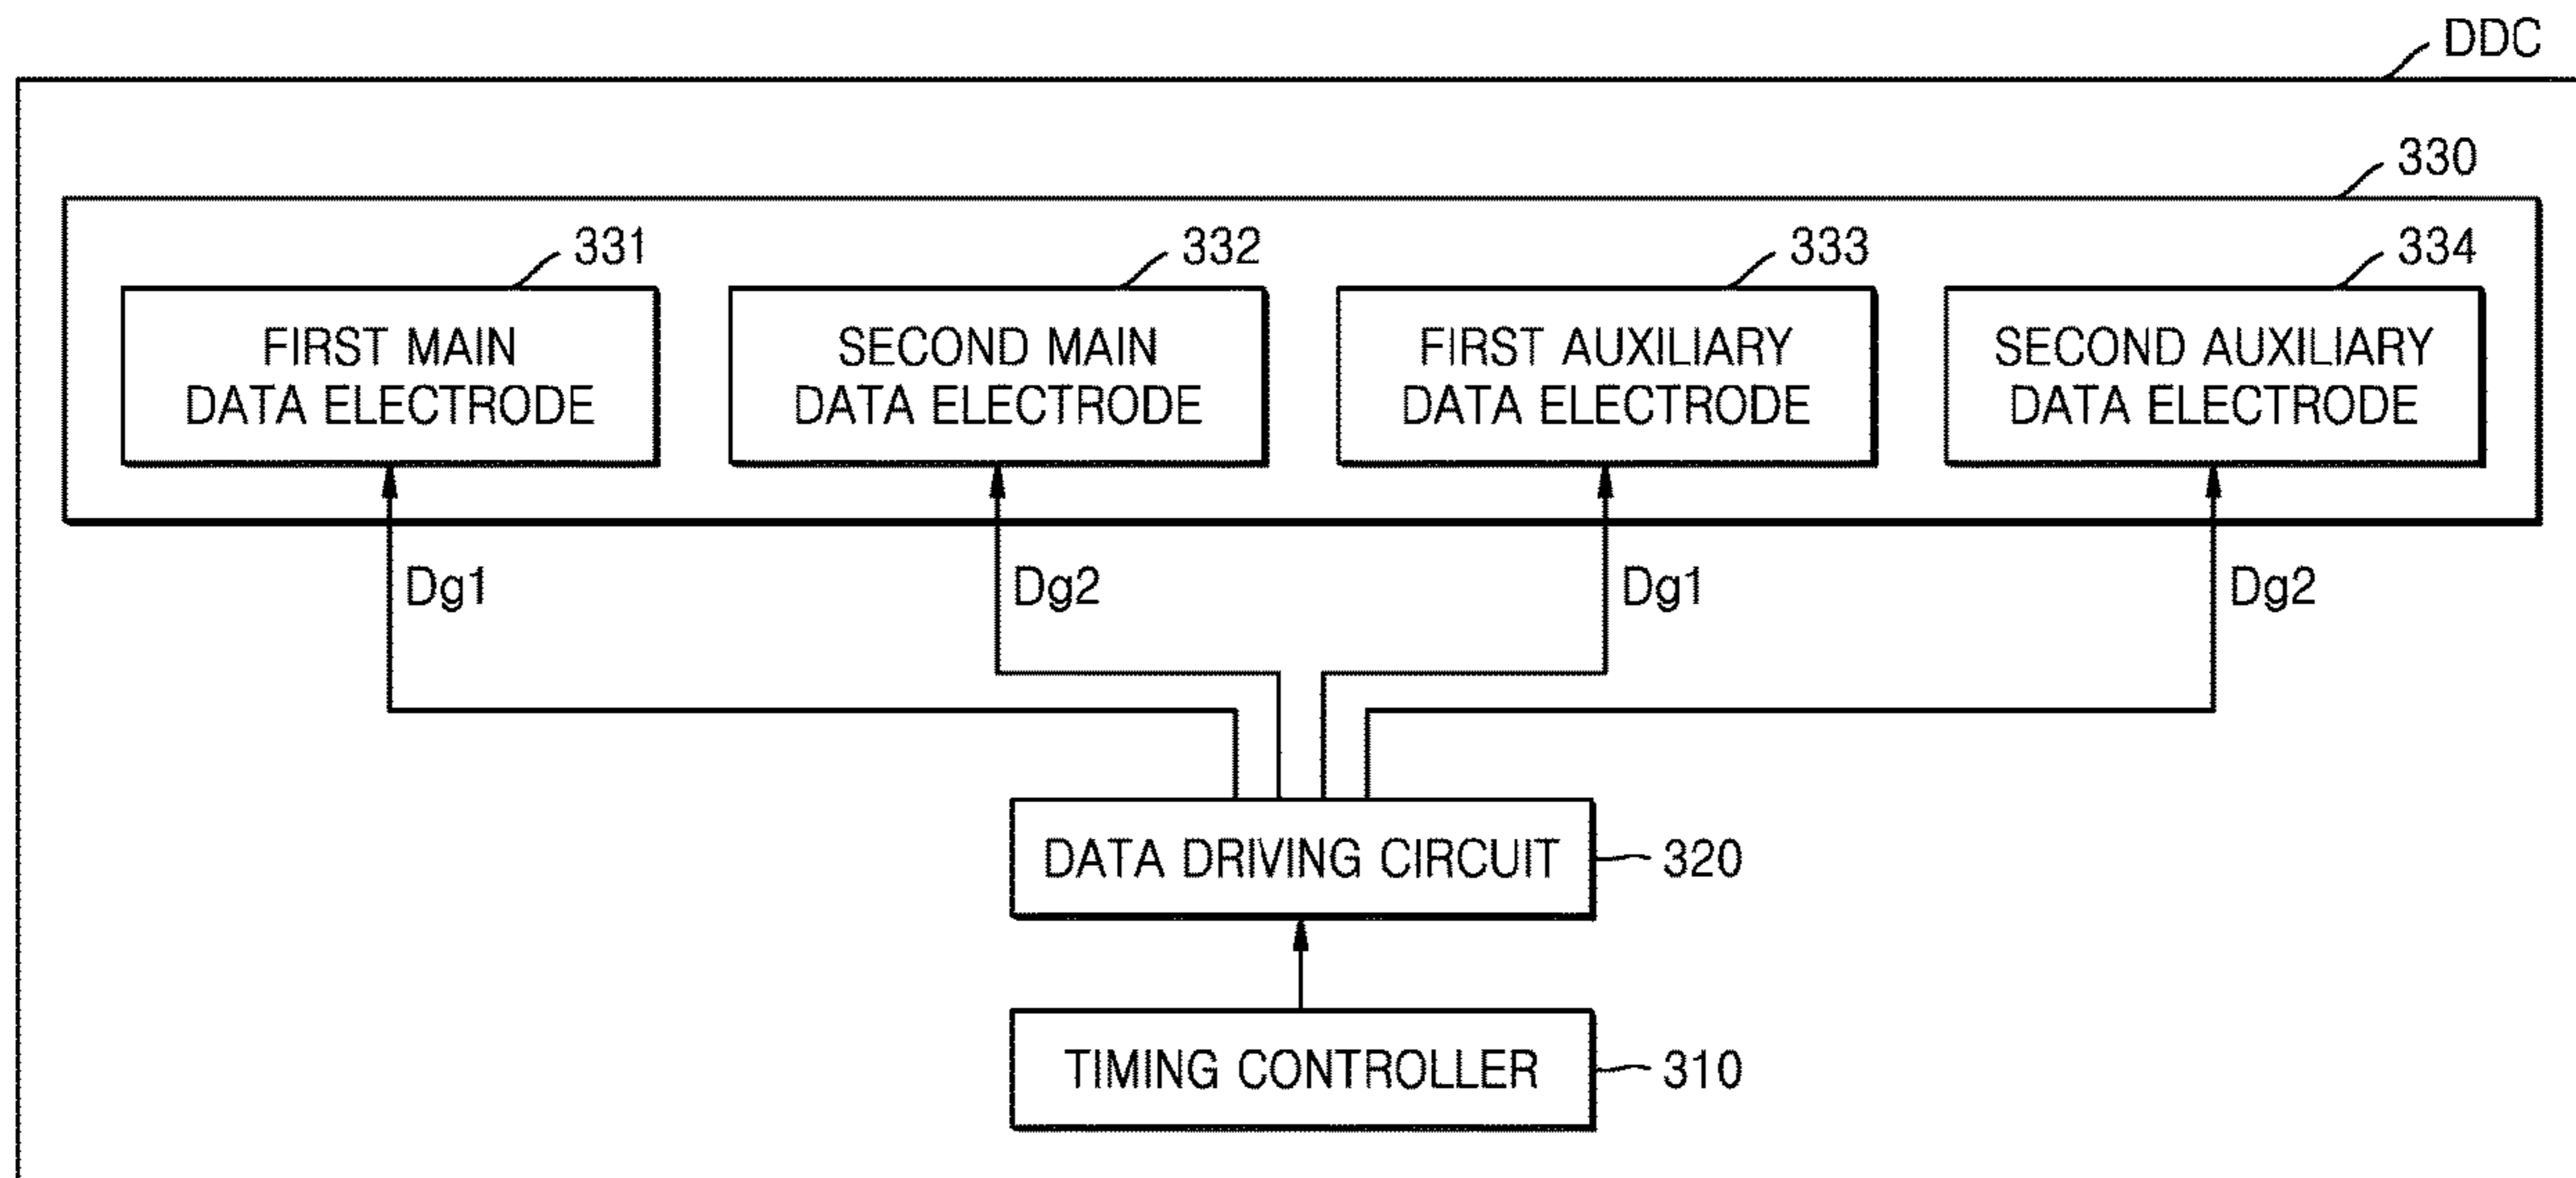 DDC
330
331
332
333
334
FIRST MAIN
DATA ELECTRODE
SECOND MAIN
DATA ELECTRODE
FIRST AUXILIARY
DATA ELECTRODE
SECOND AUXILIARY
DATA ELECTRODE
Dg1
Dg2
Dg1
Dg2
DATA DRIVING CIRCUIT
320
TIMING CONTROLLER
310